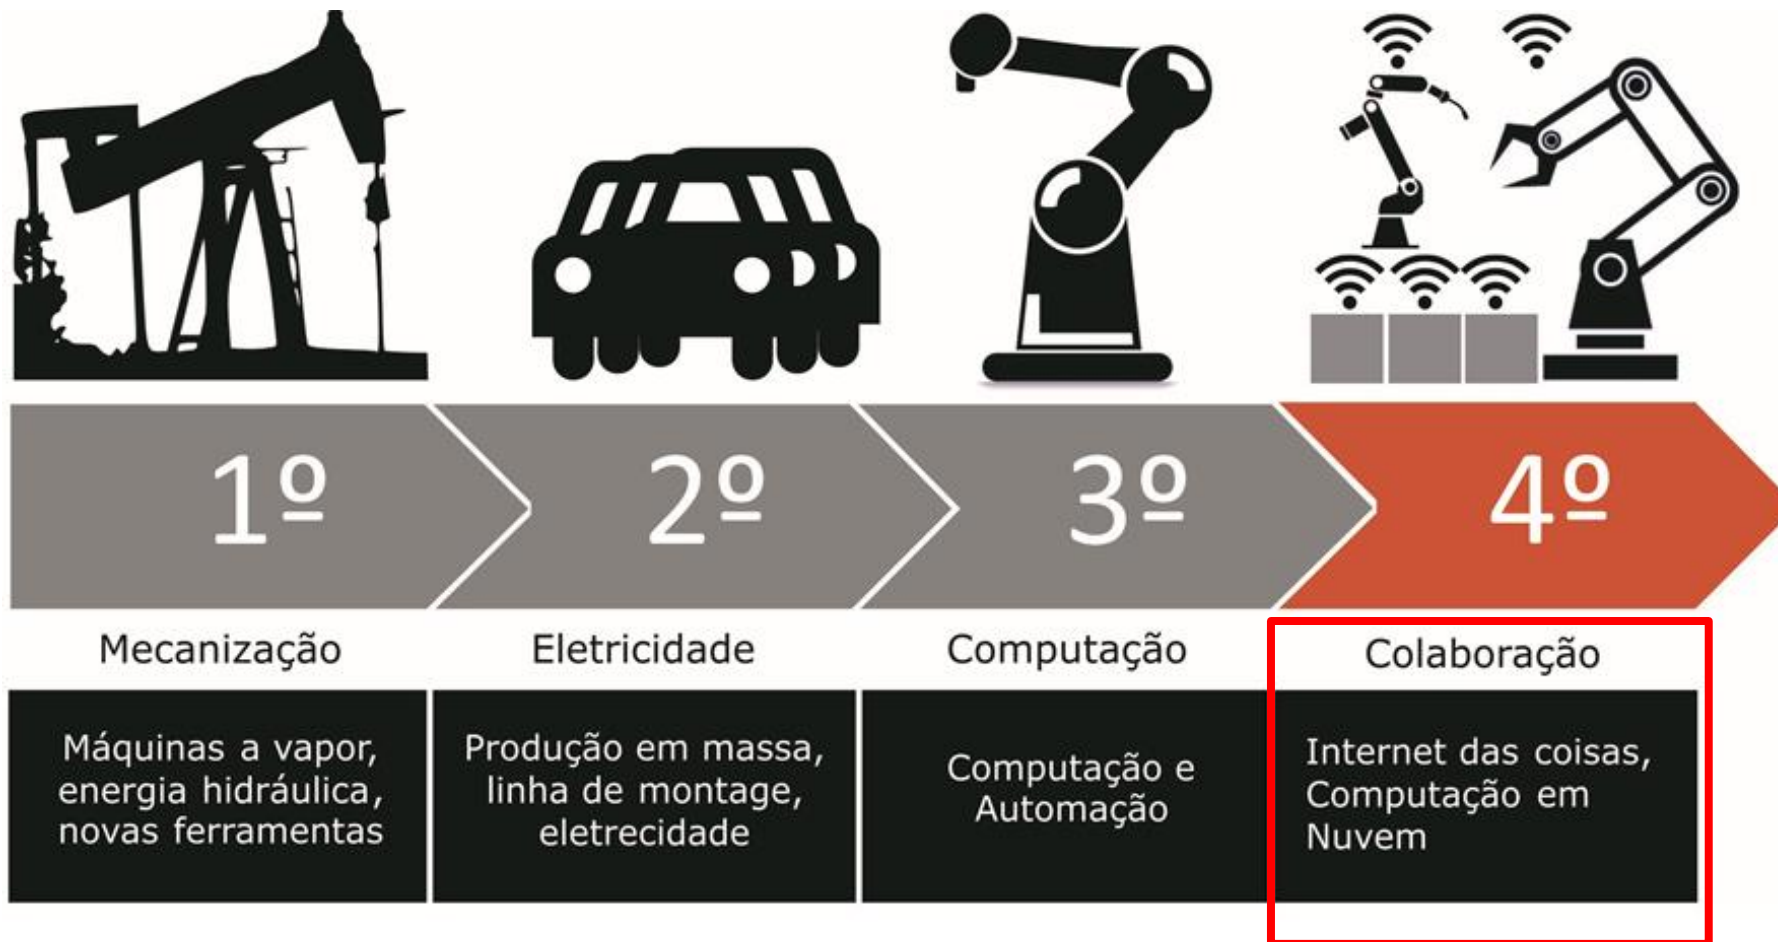 1º
2º
3º
4º
Mecanização
Eletricidade
Computação
Colaboração
Máquinas a vapor,
energia hidráulica,
novas ferramentas
Produção em massa,
linha de montage,
eletrecidade
Computação e
Automação
Internet das coisas,
Computação em
Nuvem